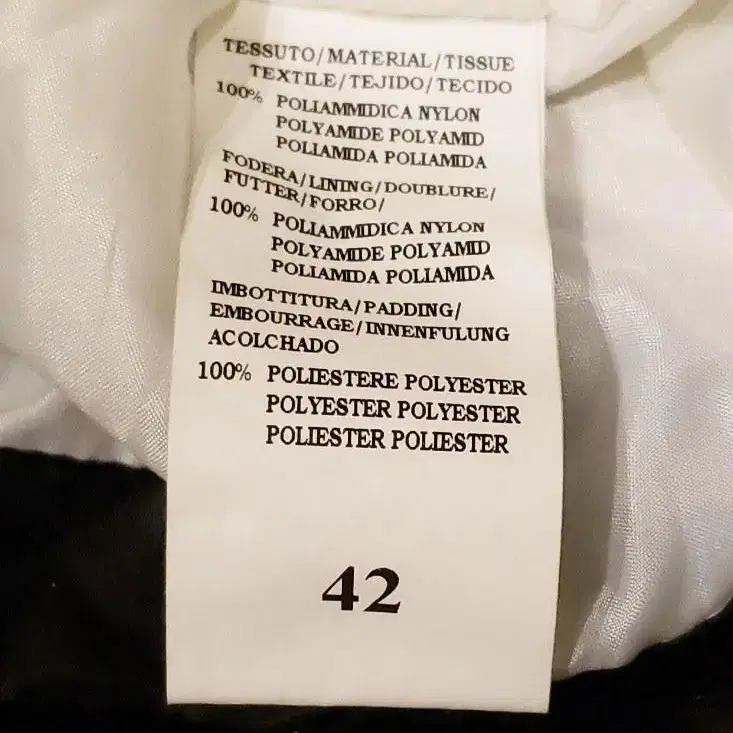 TESSUTO/MATERIAL/TISSUE
TEXTILE/TEJIDO/TECIDO
100% POLIAMMIDICA NYLON
POLYAMIDE POLYAMID
POLIAMIDA POLIAMIDA
FODERA/LINING/DOUBLURE/
FUTTER/FORRO/
100% POLIAMMIDICA NYLON
POLYAMIDE POLYAMID
POLIAMIDA POLIAMIDA
IMBOTTITURA/PADDING/
EMBOURRAGE/INNENFULUNG
ACOLCHADO
100% POLIESTERE POLYESTER
POLYESTER POLYESTER
POLIESTER POLIESTER
42